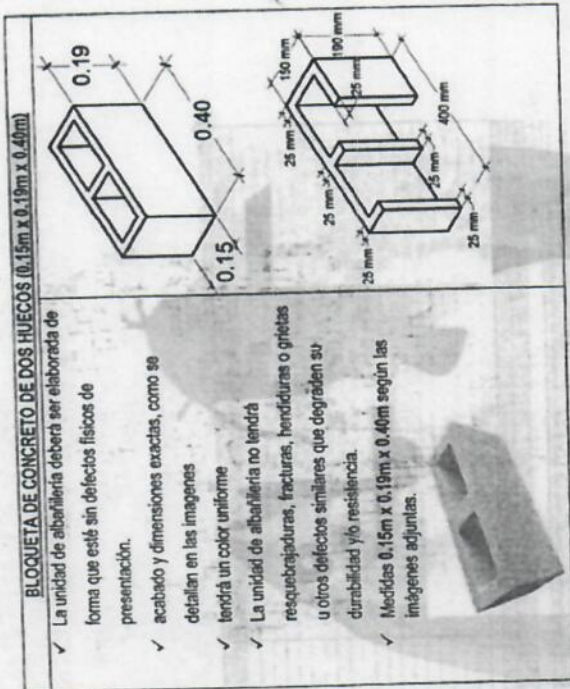 BLOQUETA DE CONCRETO DE DOS HUECOS (0.15m x 0.19m x 0.40m)
✓ La unidad de albañilería deberá ser elaborada de
forma que esté sin defectos físicos de
presentación.
✓ acabado y dimensiones exactas, como se
detallan en las imagenes
✓ tendrá un color uniforme
✓ La unidad de albañilería no tendrá
resquebrajaduras, fracturas, hendiduras o grietas
u otros defectos similares que degraden su
durabilidad y/o resistencia.
✓ Medidas 0.15m x 0.19m x 0.40m según las
imágenes adjuntas.
0.19
0.40
0.15
150 mm
190 mm
25 mm
25 mm
25 mm
25 mm
400 mm
25 mm
25 mm